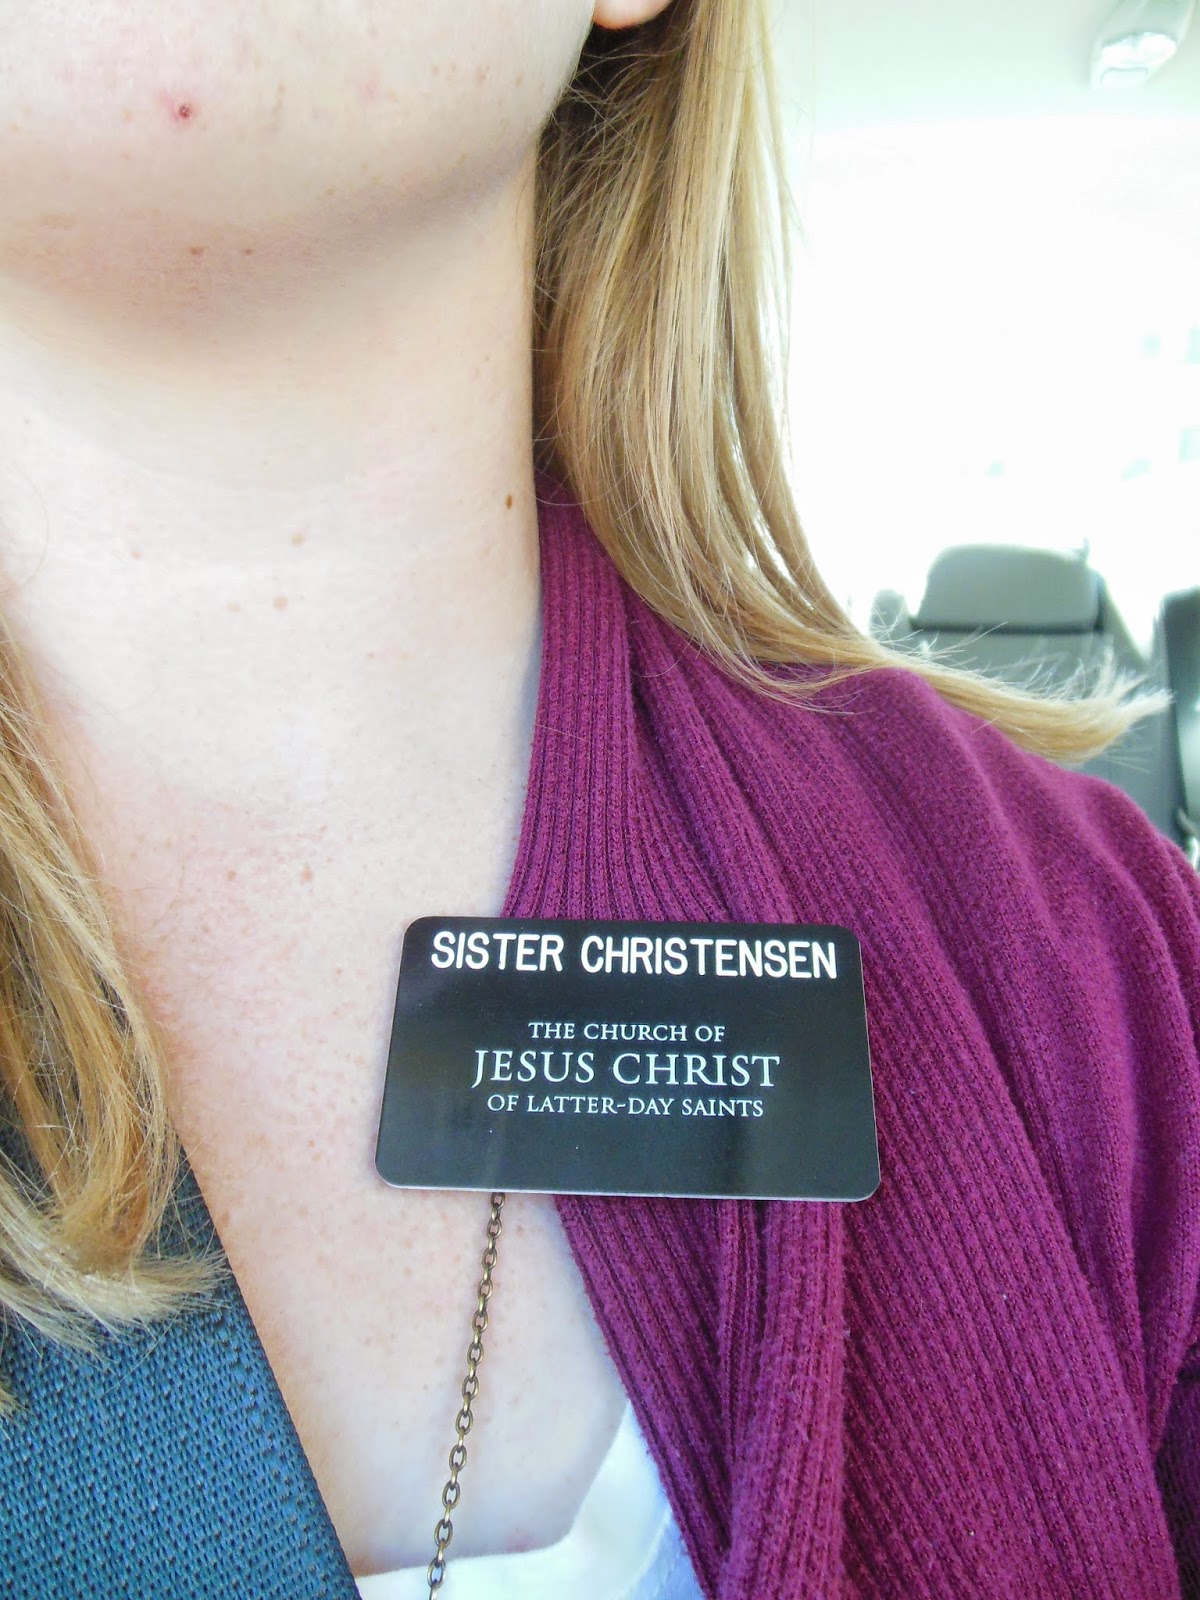 SISTER CHRISTENSEN
THE CHURCH OF
JESUS CHRIST
OF LATTER-DAY SAINTS